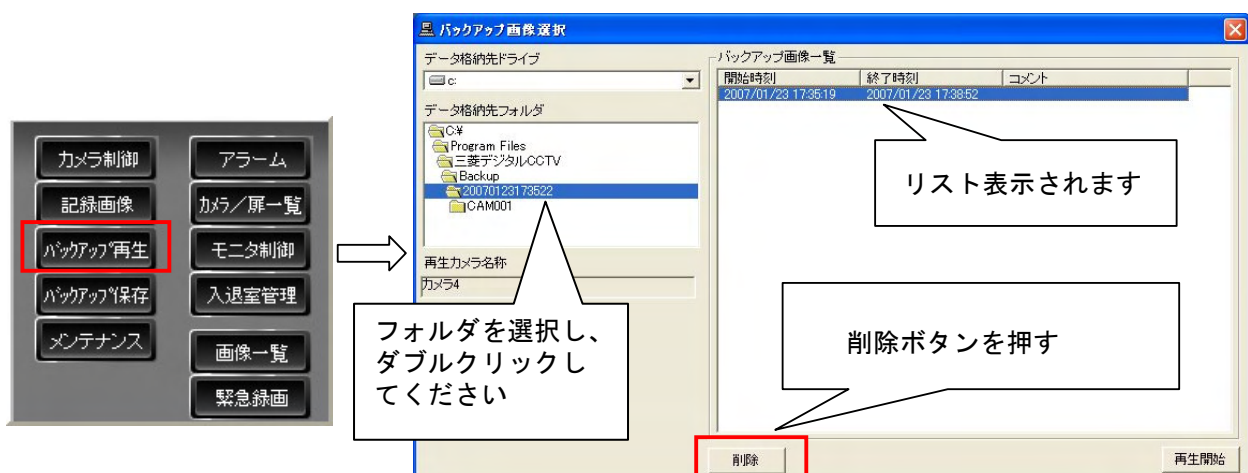 バックアップ画像選択
データ格納先ドライブ
c:
データ格納先フォルダ
C:¥
Program Files
三菱デジタルCCTV
Backup
20070123173522
CAM001
再生カメラ名称
カメラ4
バックアップ画像一覧
開始時刻 終了時刻 コメント
2007/01/23 17:35:19 2007/01/23 17:38:52
リスト表示されます
カメラ制御 アラーム
記録画像 カメラ/扉一覧
バックアップ再生 モニタ制御
バックアップ保存 入退室管理
メンテナンス 画像一覧
緊急録画
フォルダを選択し、
ダブルクリックし
てください
削除ボタンを押す
削除 再生開始